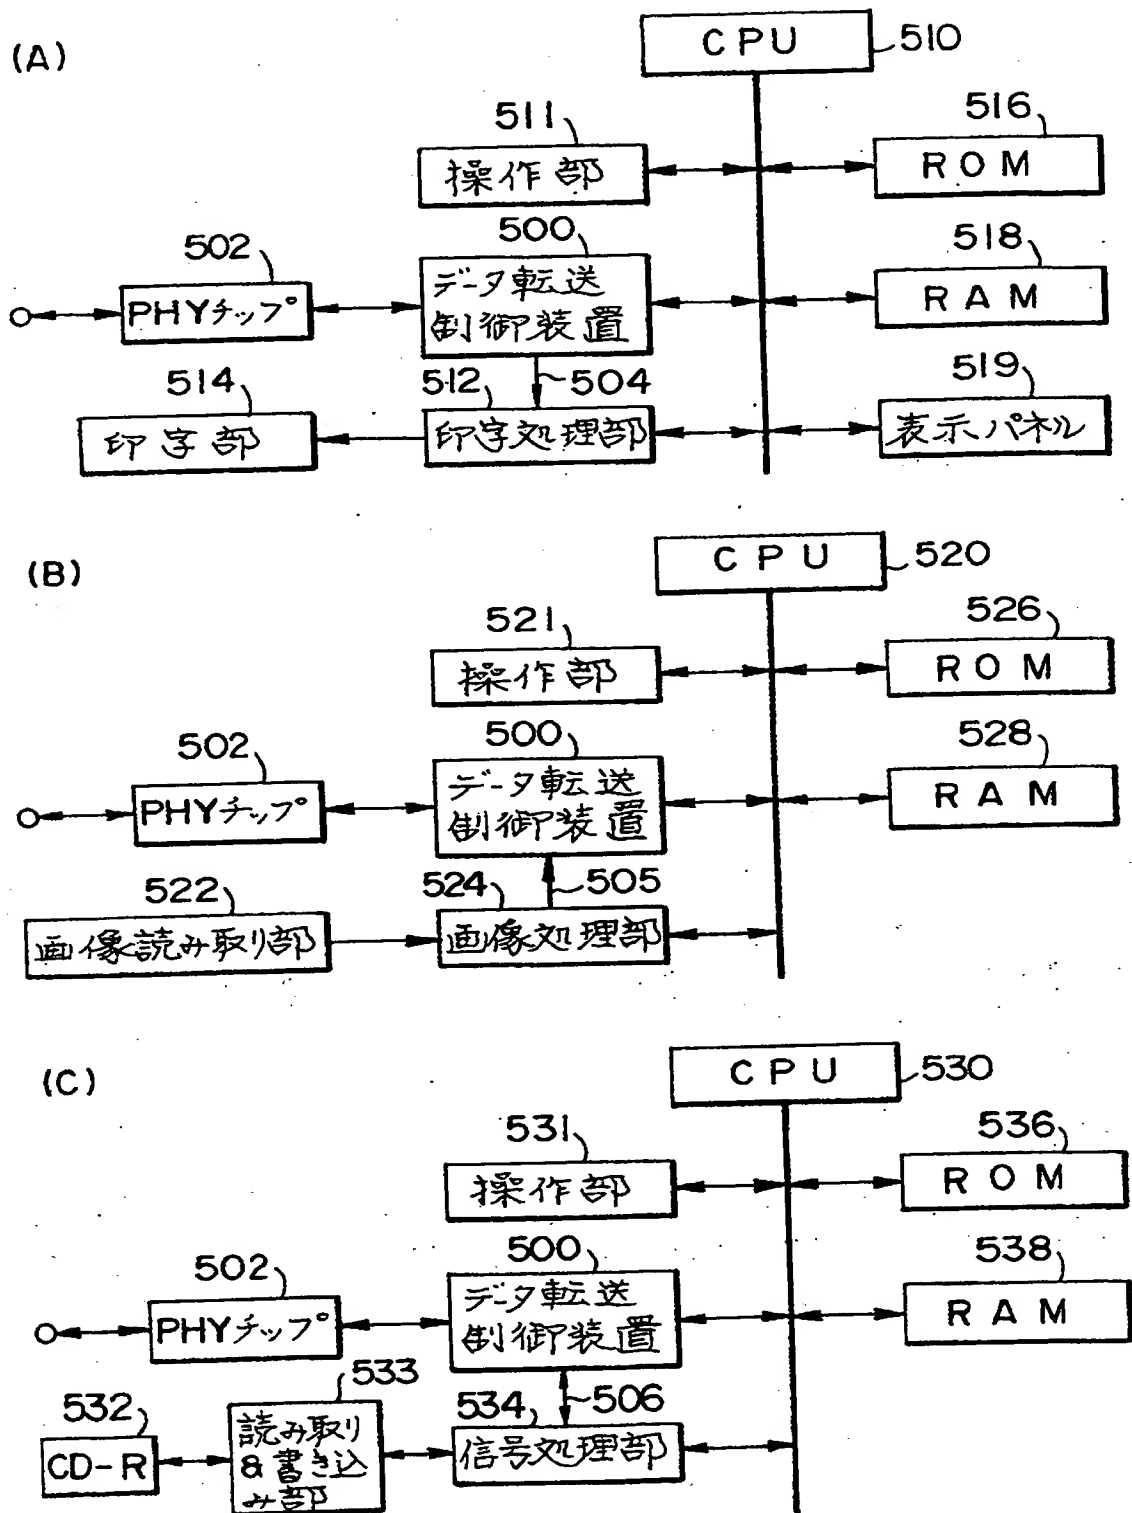 (A)
CPU
510
511
516
操作部
ROM
502
500
518
PHYチップ
データ転送
制御装置
RAM
514
512
504
519
印字部
印字処理部
表示パネル
(B)
CPU
520
521
526
操作部
ROM
502
500
528
PHYチップ
データ転送
制御装置
RAM
522
524
505
画像読み取り部
画像処理部
(C)
CPU
530
531
536
操作部
ROM
502
500
538
PHYチップ
データ転送
制御装置
RAM
532
533
534
506
CD-R
読み取り
&書き込
み部
信号処理部